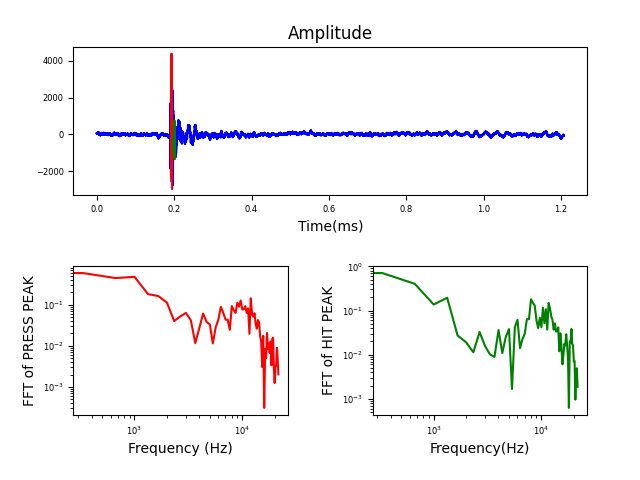 Amplitude
4000
2000
0
−2000
0.0 0.2 0.4 0.6 0.8 1.0 1.2
Time(ms)
FFT of PRESS PEAK
10⁻¹
10⁻²
10⁻³
10³ 10⁴
Frequency (Hz)
FFT of HIT PEAK
10⁰
10⁻¹
10⁻²
10⁻³
10³ 10⁴
Frequency(Hz)